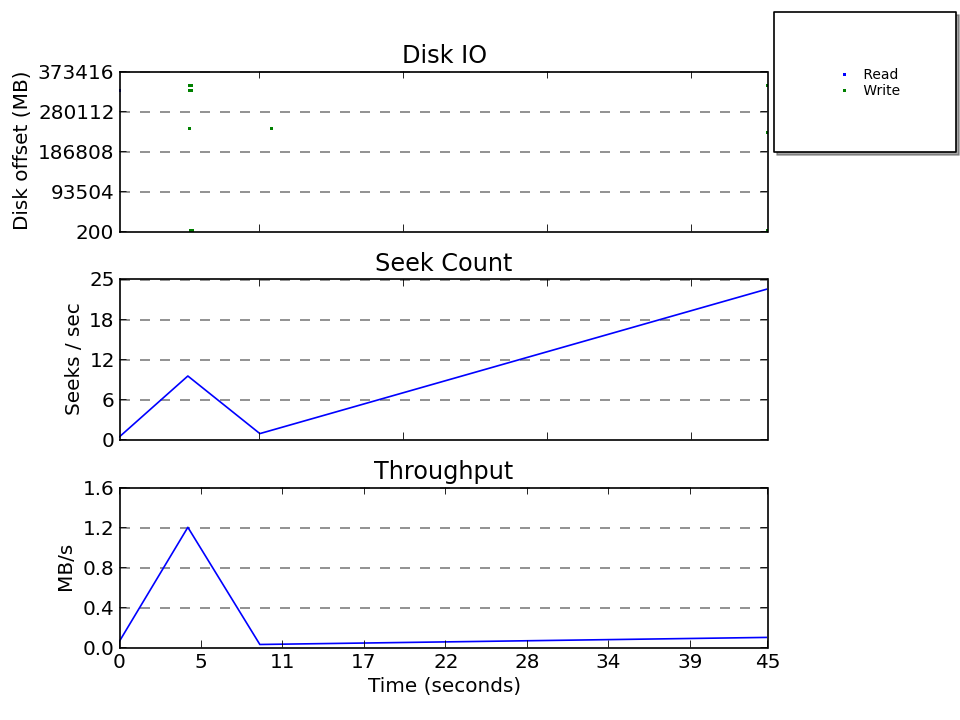 Disk IO
Disk offset (MB)
373416
280112
186808
93504
200
Read
Write
Seek Count
Seeks / sec
25
18
12
6
0
Throughput
MB/s
1.6
1.2
0.8
0.4
0.0
0 5 11 17 22 28 34 39 45
Time (seconds)